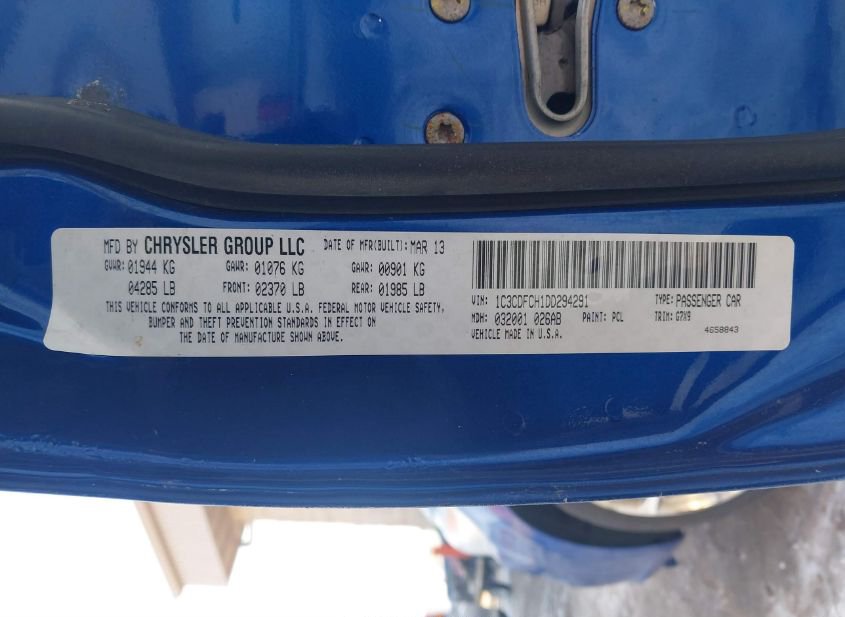 MFD BY CHRYSLER GROUP LLC DATE OF MFR(BUILT): MAR 13
GVWR: 01944 KG GAWR: 01076 KG GAWR: 00901 KG
04285 LB FRONT: 02370 LB REAR: 01985 LB
THIS VEHICLE CONFORMS TO ALL APPLICABLE U.S.A. FEDERAL MOTOR VEHICLE SAFETY,
BUMPER AND THEFT PREVENTION STANDARDS IN EFFECT ON
THE DATE OF MANUFACTURE SHOWN ABOVE.
VIN: 1C3CDFCH1DD294291 TYPE: PASSENGER CAR
MDH: 032001 026AB PAINT: PCL TRIM: G7X9
VEHICLE MADE IN U.S.A. 4658843